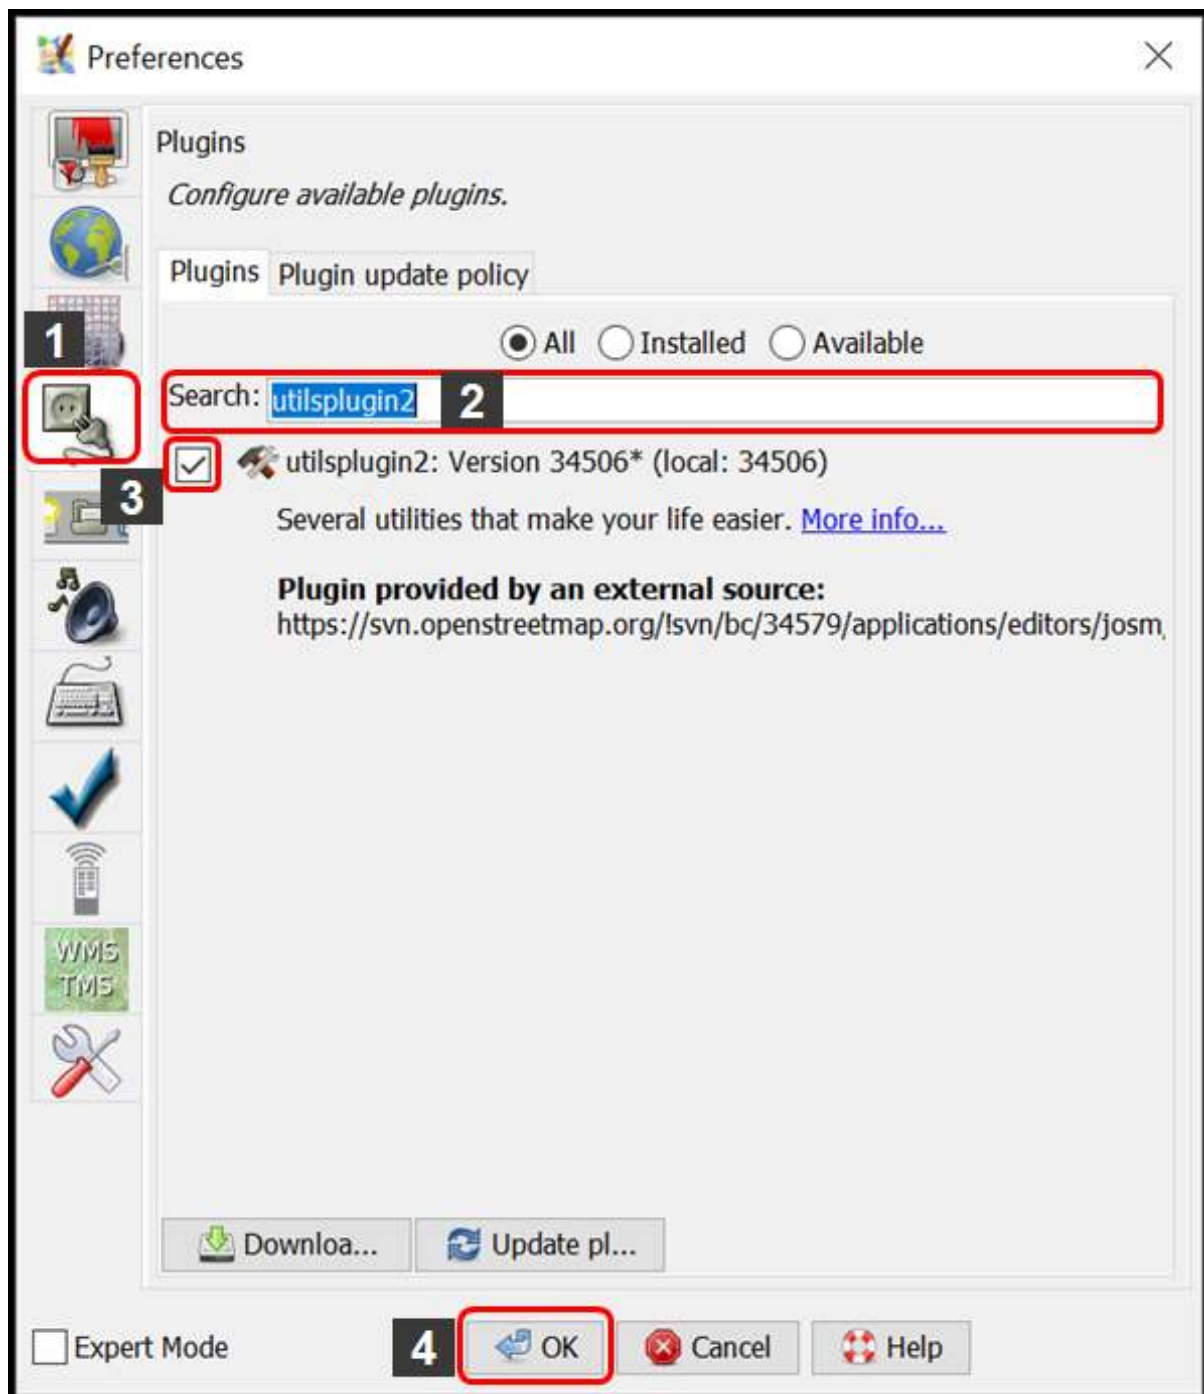 Preferences
Plugins
Configure available plugins.
Plugins Plugin update policy
1
All Installed Available
Search: utilsplugin2 2
3
utilsplugin2: Version 34506* (local: 34506)
Several utilities that make your life easier. More info...
Plugin provided by an external source:
https://svn.openstreetmap.org/!svn/bc/34579/applications/editors/josm
WMS
TMS
Downloa... Update pl...
Expert Mode 4 OK Cancel Help